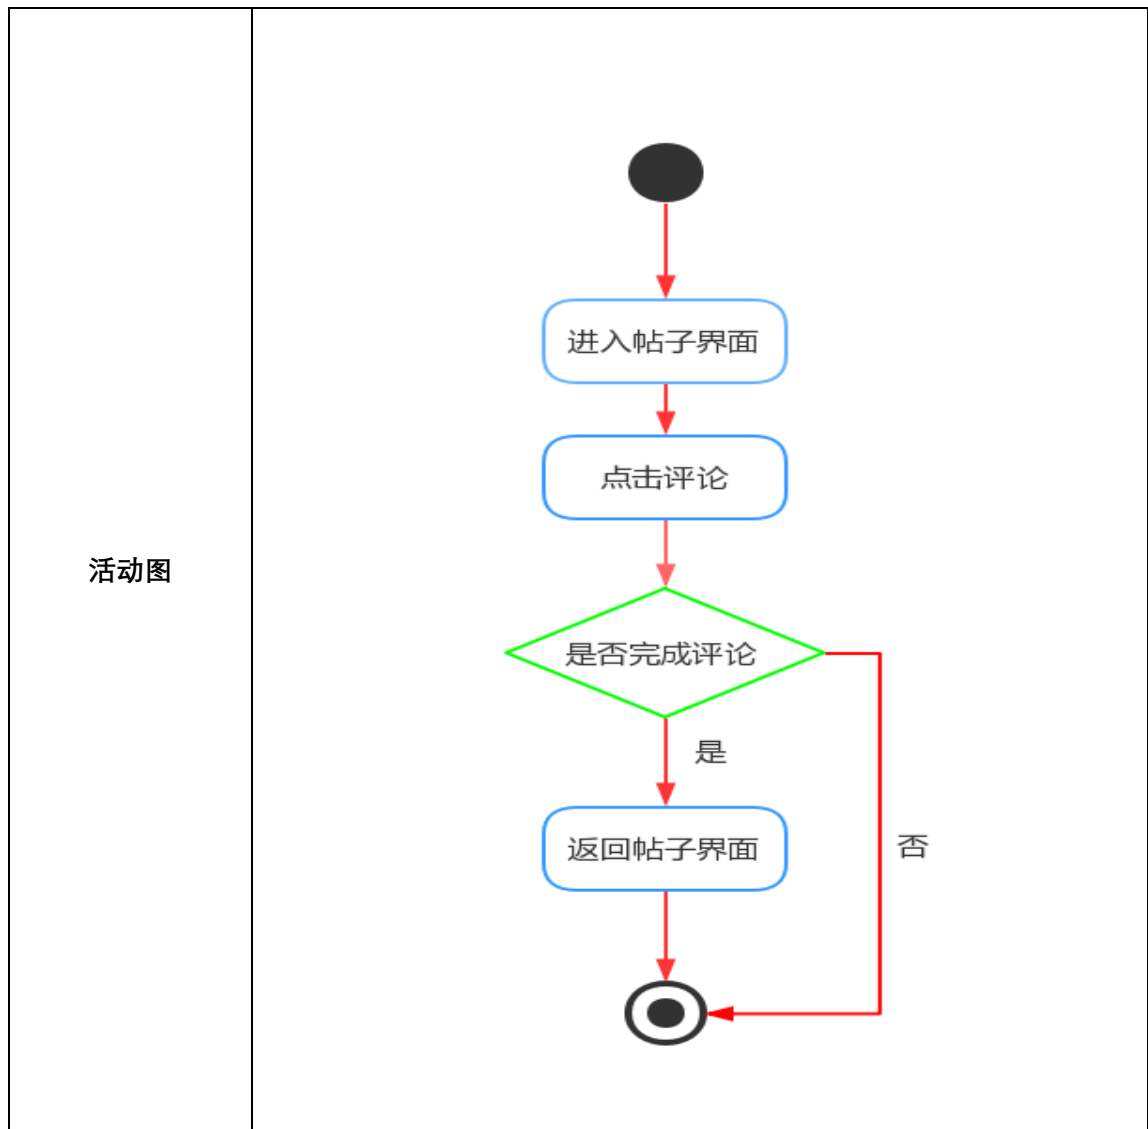 活动图
进入帖子界面
点击评论
是否完成评论
是
返回帖子界面
否